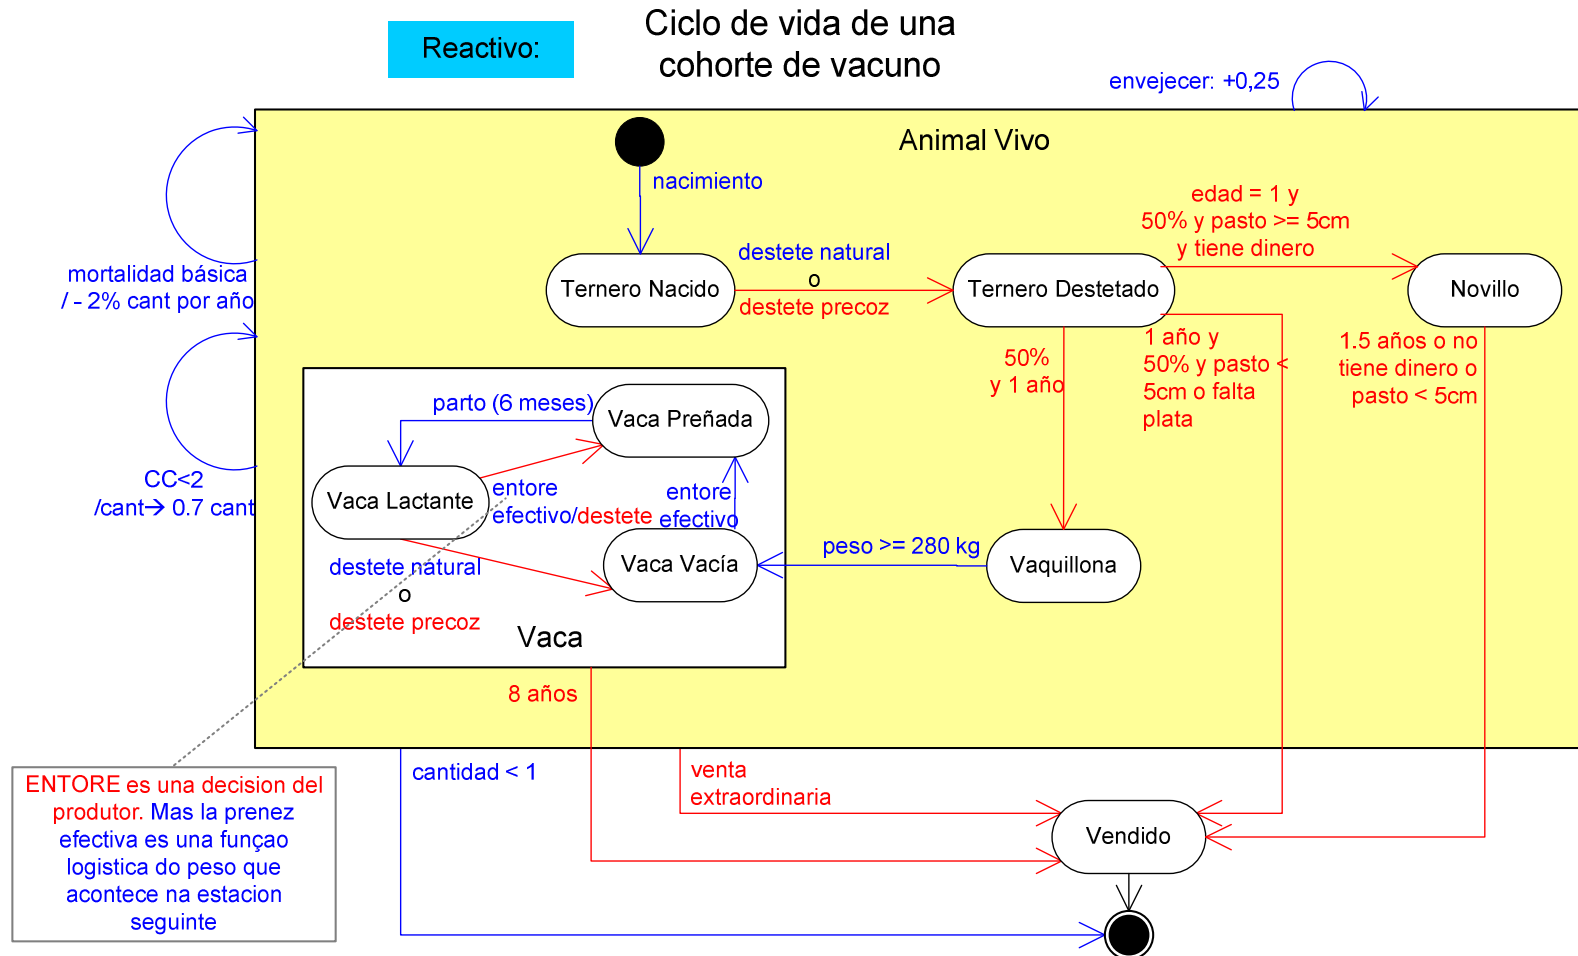 Reactivo:
Ciclo de vida de una
cohorte de vacuno
envejecer: +0,25
Animal Vivo
nacimiento
edad = 1 y
50% y pasto >= 5cm
y tiene dinero
destete natural
o
destete precoz
mortalidad básica
/ – 2% cant por año
Ternero Nacido
Ternero Destetado
Novillo
50%
y 1 año
1 año y
50% y pasto <
5cm o falta
plata
1.5 años o no
tiene dinero o
pasto < 5cm
parto (6 meses)
Vaca Preñada
CC<2
/cant→ 0.7 cant
Vaca Lactante
entore
efectivo/destete
entore
efectivo
destete natural
o
destete precoz
Vaca Vacía
peso >= 280 kg
Vaquillona
Vaca
8 años
cantidad < 1
venta
extraordinaria
ENTORE es una decision del
produtor. Mas la prenez
efectiva es una funçao
logistica do peso que
acontece na estacion
seguinte
Vendido